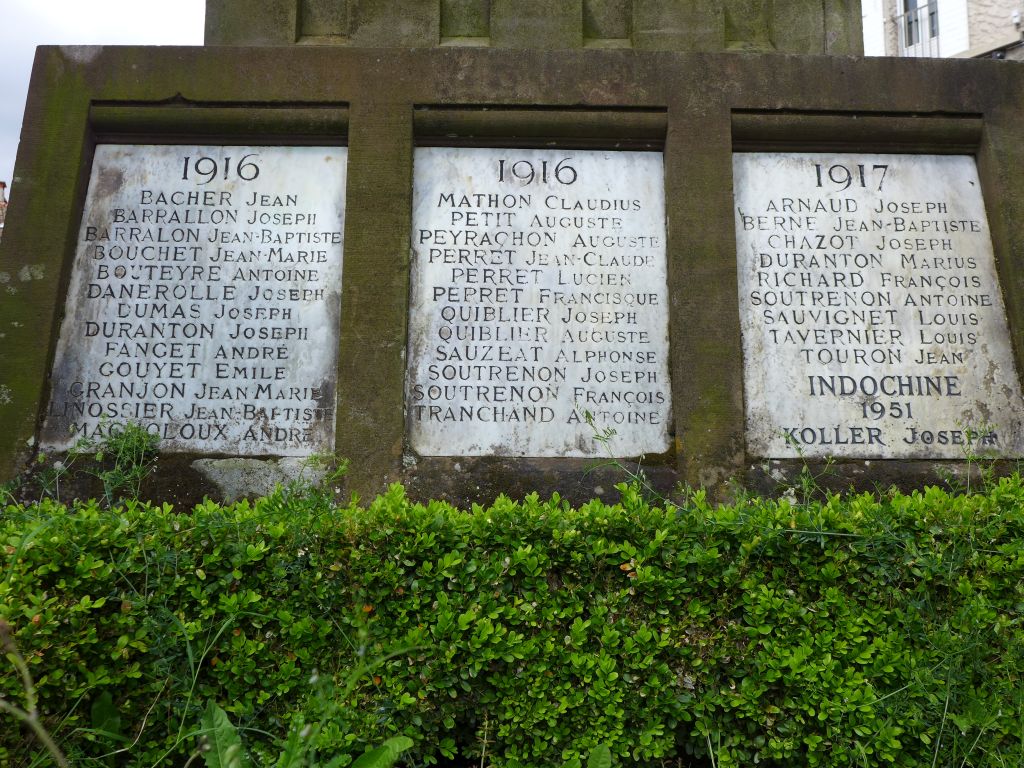 1916
BACHER JEAN
BARRALLON JOSEPH
BARRALON JEAN-BAPTISTE
BOUCHET JEAN-MARIE
BOUTEYRE ANTOINE
DANEROLLE JOSEPH
DUMAS JOSEPH
DURANTON JOSEPH
FANGET ANDRÉ
GOUYET EMILE
GRANJON JEAN MARIE
LINOSSIER JEAN-BAPTISTE
ANDRÉ
1916
MATHON CLAUDIUS
PETIT AUGUSTE
PEYRACHON AUGUSTE
PERRET JEAN-CLAUDE
PERRET LUCIEN
PEPRET FRANCISQUE
QUIBLIER JOSEPH
QUIBLIER AUGUSTE
SAUZEAT ALPHONSE
SOUTRENON JOSEPH
SOUTRENON FRANÇOIS
TRANCHAND ANTOINE
1917
ARNAUD JOSEPH
BERNE JEAN-BAPTISTE
CHAZOT JOSEPH
DURANTON MARIUS
RICHARD FRANÇOIS
SOUTRENON ANTOINE
SAUVIGNET LOUIS
TAVERNIER LOUIS
TOURON JEAN
INDOCHINE
1951
KOLLER JOSEPH